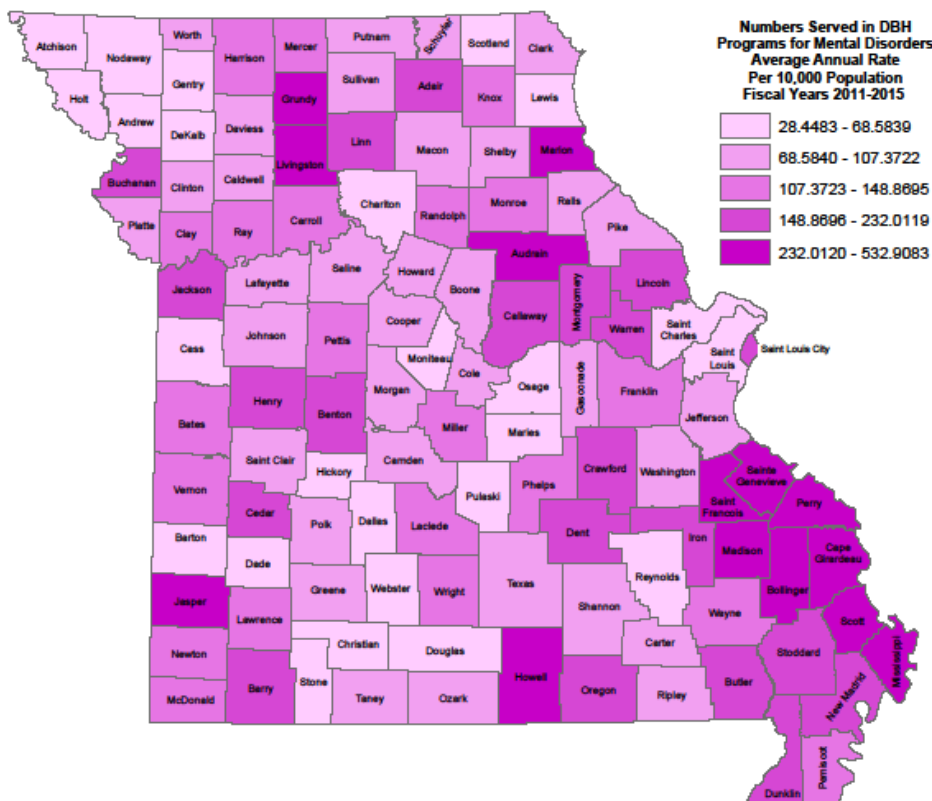 Numbers Served in DBH
Programs for Mental Disorders
Average Annual Rate
Per 10,000 Population
Fiscal Years 2011-2015
28.4483 - 68.5839
68.5840 - 107.3722
107.3723 - 148.8695
148.8696 - 232.0119
232.0120 - 532.9083
Atchison
Nodaway
Worth
Harrison
Mercer
Putnam
Schuyler
Scotland
Clark
Holt
Gentry
Sullivan
Adair
Knox
Lewis
Andrew
DeKalb
Daviess
Grundy
Linn
Macon
Shelby
Marion
Buchanan
Clinton
Caldwell
Livingston
Chariton
Randolph
Monroe
Ralls
Pike
Platte
Clay
Ray
Carroll
Audrain
Jackson
Lafayette
Saline
Howard
Boone
Callaway
Montgomery
Lincoln
Warren
Saint
Charles
Saint
Louis
Saint Louis City
Cass
Johnson
Pettis
Cooper
Moniteau
Cole
Osage
Gasconade
Franklin
Jefferson
Henry
Benton
Morgan
Miller
Maries
Bates
Saint Clair
Hickory
Camden
Pulaski
Phelps
Crawford
Washington
Sainte
Genevieve
Saint
Francois
Perry
Vernon
Cedar
Polk
Dallas
Laclede
Dent
Iron
Madison
Cape
Girardeau
Barton
Dade
Greene
Webster
Wright
Texas
Shannon
Reynolds
Wayne
Bollinger
Jasper
Lawrence
Christian
Douglas
Howell
Carter
Scott
Mississippi
Newton
Stone
Oregon
Butler
Stoddard
McDonald
Barry
Taney
Ozark
Ripley
New Madrid
Dunklin
Pemiscot